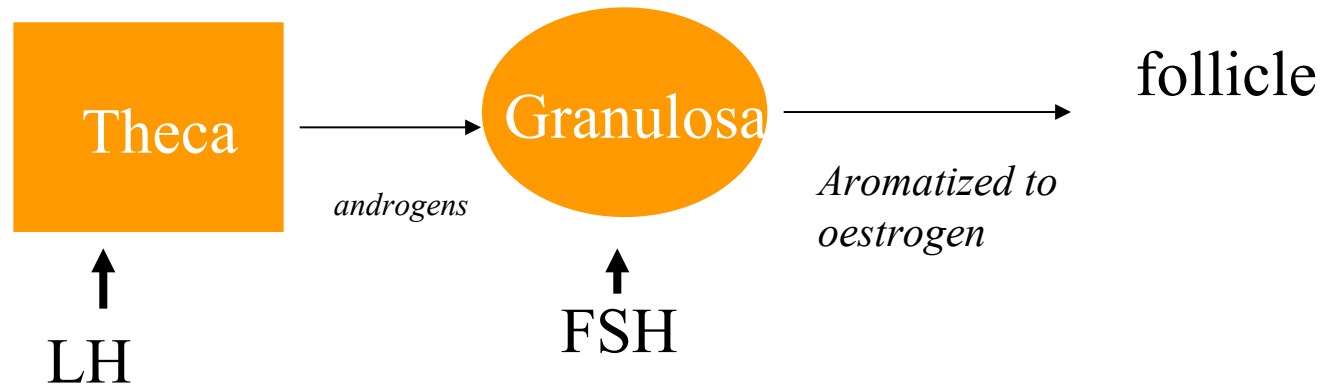 follicle
Theca
Granulosa
androgens
Aromatized to
oestrogen
FSH
LH